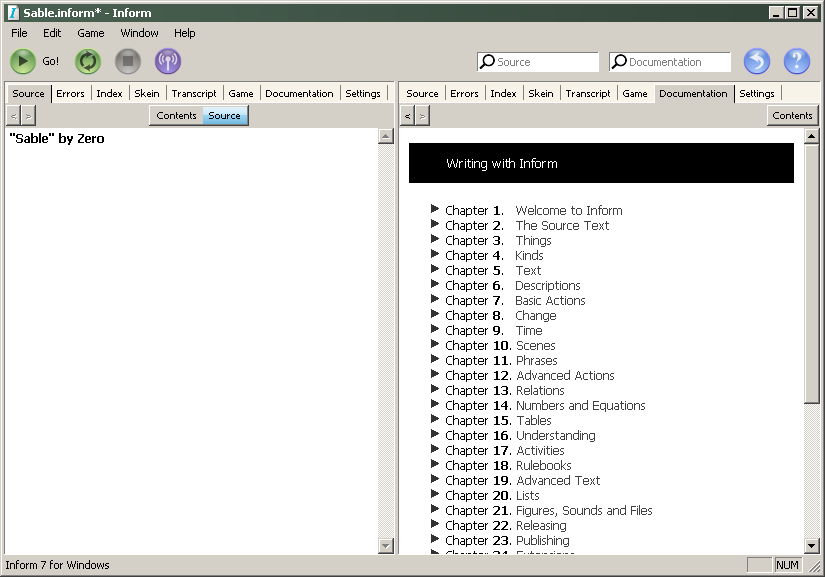 Sable.inform* - Inform
File Edit Game Window Help
Go! Source Documentation
Source Errors Index Skein Transcript Game Documentation Settings
Contents Source
"Sable" by Zero
Source Errors Index Skein Transcript Game Documentation Settings
Contents
Writing with Inform
Chapter 1. Welcome to Inform
Chapter 2. The Source Text
Chapter 3. Things
Chapter 4. Kinds
Chapter 5. Text
Chapter 6. Descriptions
Chapter 7. Basic Actions
Chapter 8. Change
Chapter 9. Time
Chapter 10. Scenes
Chapter 11. Phrases
Chapter 12. Advanced Actions
Chapter 13. Relations
Chapter 14. Numbers and Equations
Chapter 15. Tables
Chapter 16. Understanding
Chapter 17. Activities
Chapter 18. Rulebooks
Chapter 19. Advanced Text
Chapter 20. Lists
Chapter 21. Figures, Sounds and Files
Chapter 22. Releasing
Chapter 23. Publishing
Chapter 24. Extensions
Inform 7 for Windows NUM